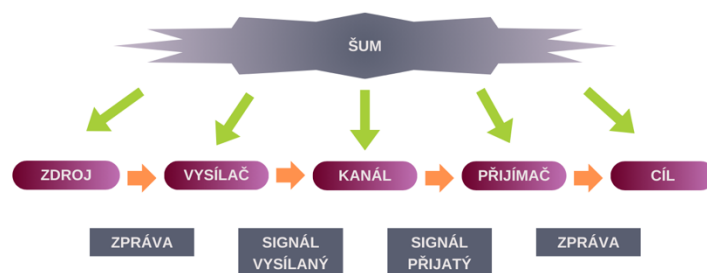 ŠUM
ZDROJ
VYSÍLAČ
KANÁL
PŘIJÍMAČ
CÍL
ZPRÁVA
SIGNÁL
VYSÍLANÝ
SIGNÁL
PŘIJATÝ
ZPRÁVA